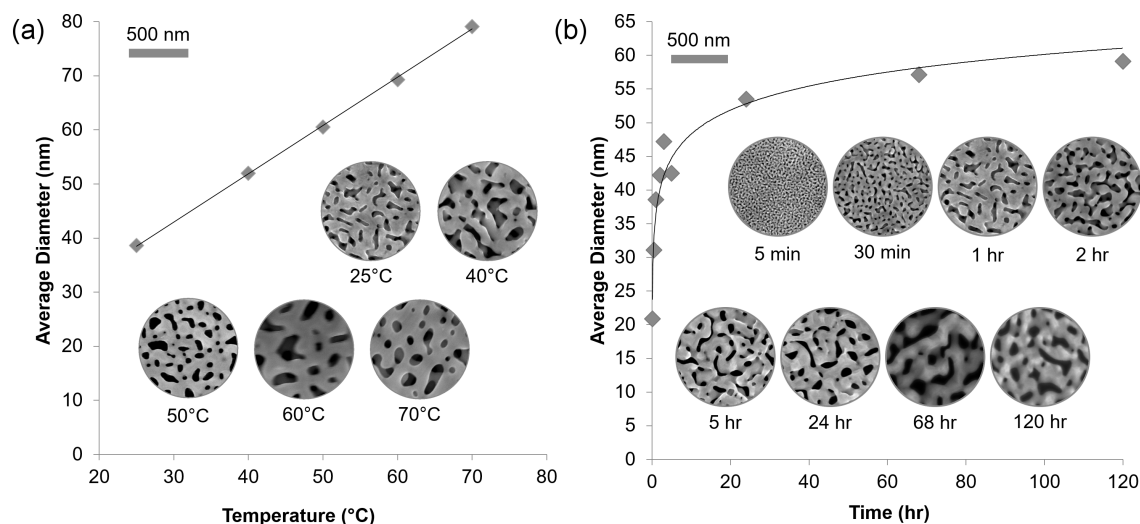 (a)
500 nm
80
70
60
50
40
30
20
10
0
Average Diameter (nm)
25°C 40°C
50°C 60°C 70°C
20 30 40 50 60 70 80
Temperature (°C)
(b)
500 nm
65
60
55
50
45
40
35
30
25
20
15
10
5
0
Average Diameter (nm)
5 min 30 min 1 hr 2 hr
5 hr 24 hr 68 hr 120 hr
0 20 40 60 80 100 120
Time (hr)